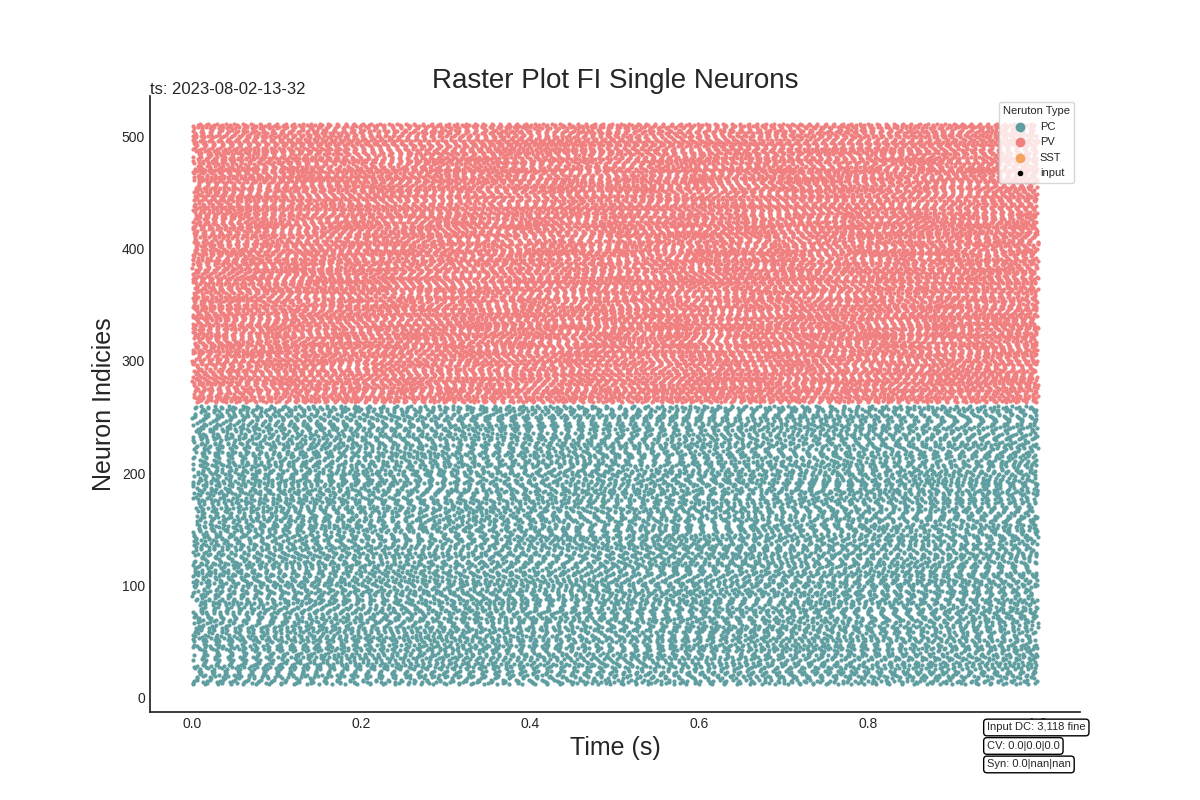 Raster Plot FI Single Neurons
ts: 2023-08-02-13-32
Neruton Type
PC
PV
SST
input
500
400
300
200
100
0
Neuron Indicies
0.0 0.2 0.4 0.6 0.8
Time (s)
Input DC: 3,118 fine
CV: 0.0|0.0|0.0
Syn: 0.0|nan|nan